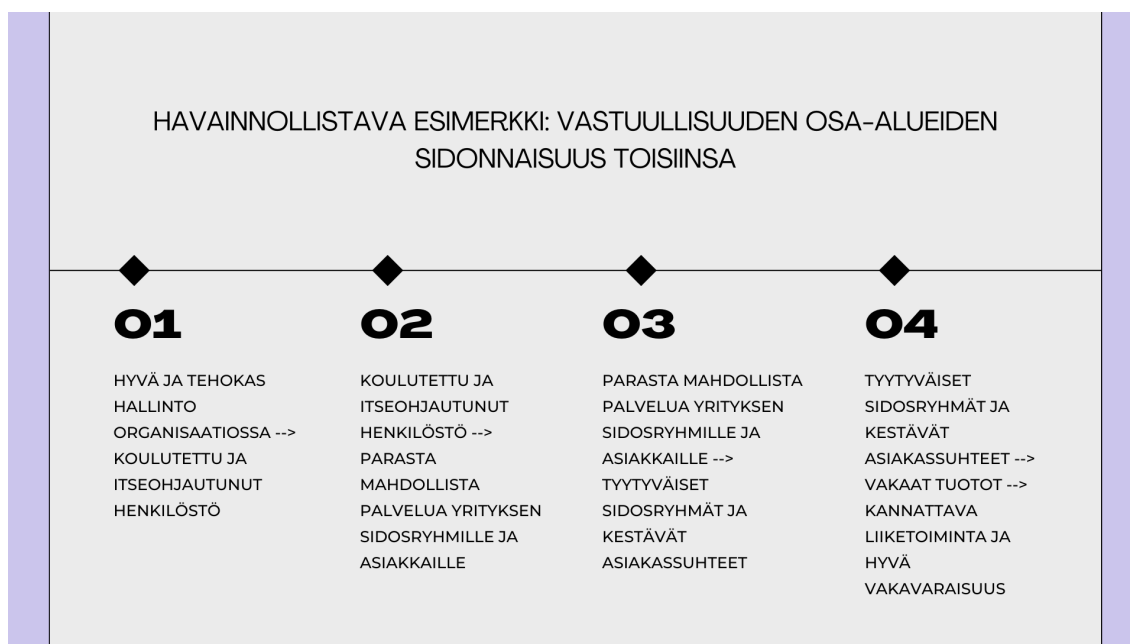 HAVAINNOLLISTAVA ESIMERKKI: VASTUULLISUUDEN OSA-ALUEIDEN
SIDONNAISUUS TOISIINSA
01
HYVÄ JA TEHOKAS
HALLINTO
ORGANISAATIOSSA -->
KOULUTETTU JA
ITSEOHJAUTUNUT
HENKILÖSTÖ
02
KOULUTETTU JA
ITSEOHJAUTUNUT
HENKILÖSTÖ -->
PARASTA
MAHDOLLISTA
PALVELUA YRITYKSEN
SIDOSRYHMILLE JA
ASIAKKAILLE
03
PARASTA MAHDOLLISTA
PALVELUA YRITYKSEN
SIDOSRYHMILLE JA
ASIAKKAILLE -->
TYYTYVÄISET
SIDOSRYHMÄT JA
KESTÄVÄT
ASIAKASSUHTEET
04
TYYTYVÄISET
SIDOSRYHMÄT JA
KESTÄVÄT
ASIAKASSUHTEET -->
VAKAAT TUOTOT -->
KANNATTAVA
LIIKETOIMINTA JA
HYVÄ
VAKAVARAISUUS